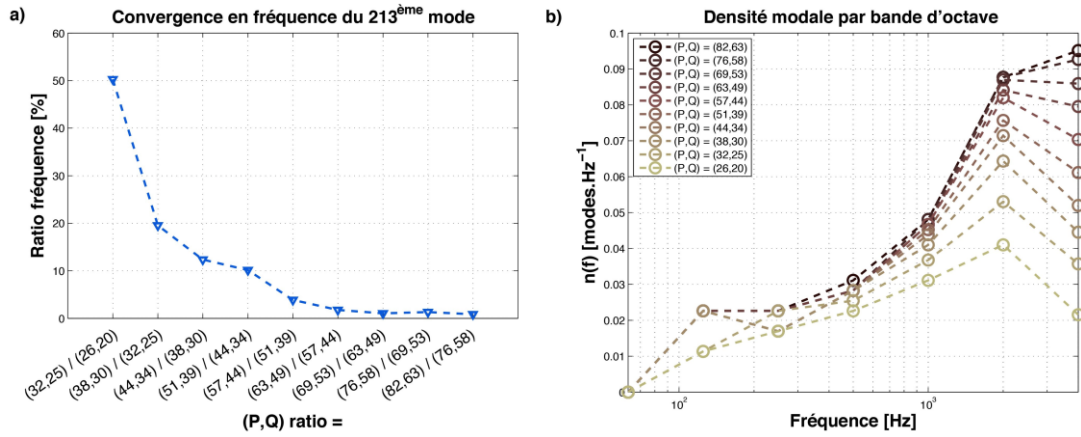 a)
Convergence en fréquence du 213ème mode
Ratio fréquence [%]
60
50
40
30
20
10
0
(32,25) / (26,20)
(38,30) / (32,25)
(44,34) / (38,30)
(51,39) / (44,34)
(57,44) / (51,39)
(63,49) / (57,44)
(69,53) / (63,49)
(76,58) / (69,53)
(82,63) / (76,58)
(P,Q) ratio =
b)
Densité modale par bande d'octave
n(f) [modes.Hz⁻¹]
0.1
0.09
0.08
0.07
0.06
0.05
0.04
0.03
0.02
0.01
0
(P,Q) = (82,63)
(P,Q) = (76,58)
(P,Q) = (69,53)
(P,Q) = (63,49)
(P,Q) = (57,44)
(P,Q) = (51,39)
(P,Q) = (44,34)
(P,Q) = (38,30)
(P,Q) = (32,25)
(P,Q) = (26,20)
10²
10³
Fréquence [Hz]